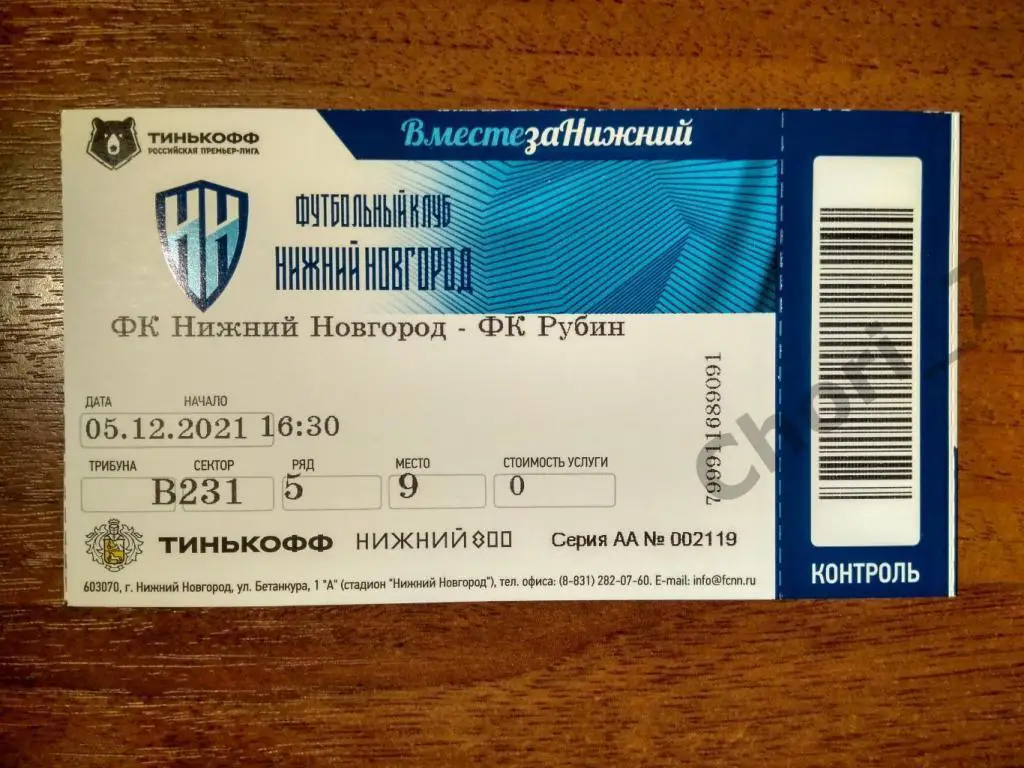 ТИНЬКОФФ
РОССИЙСКАЯ ПРЕМЬЕР-ЛИГА
ВместезаНижний
ФУТБОЛЬНЫЙ КЛУБ
НИЖНИЙ НОВГОРОД
ФК Нижний Новгород - ФК Рубин
ДАТА НАЧАЛО
05.12.2021 16:30
ТРИБУНА СЕКТОР РЯД МЕСТО СТОИМОСТЬ УСЛУГИ
B231 5 9 0
ТИНЬКОФФ НИЖНИЙ 800 Серия АА № 002119
603070, г. Нижний Новгород, ул. Бетанкура, 1 "А" (стадион "Нижний Новгород"), тел. офиса: (8-831) 282-07-60. E-mail: info@fcnn.ru
799911689091
КОНТРОЛЬ
Chori_7